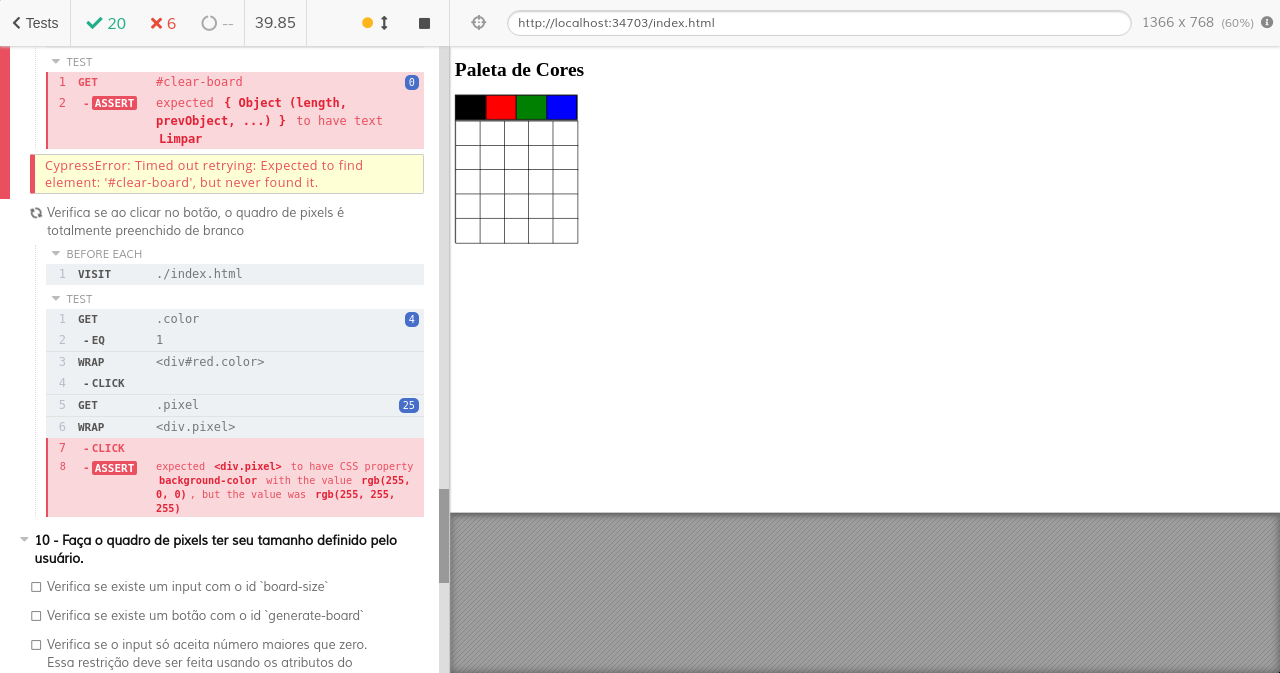 Tests 20 6 -- 39.85
http://localhost:34703/index.html 1366 x 768 (60%)
TEST
1 GET #clear-board 0
2 - ASSERT expected { Object (length,
prevObject, ...) } to have text
Limpar
CypressError: Timed out retrying: Expected to find
element: '#clear-board', but never found it.
Verifica se ao clicar no botão, o quadro de pixels é
totalmente preenchido de branco
BEFORE EACH
1 VISIT ./index.html
TEST
1 GET .color 4
2 - EQ 1
3 WRAP <div#red.color>
4 - CLICK
5 GET .pixel 25
6 WRAP <div.pixel>
7 - CLICK
8 - ASSERT expected <div.pixel> to have CSS property
background-color with the value rgb(255,
0, 0) , but the value was rgb(255, 255,
255)
10 - Faça o quadro de pixels ter seu tamanho definido pelo
usuário.
Verifica se existe um input com o id `board-size`
Verifica se existe um botão com o id `generate-board`
Verifica se o input só aceita número maiores que zero.
Essa restrição deve ser feita usando os atributos do
Paleta de Cores